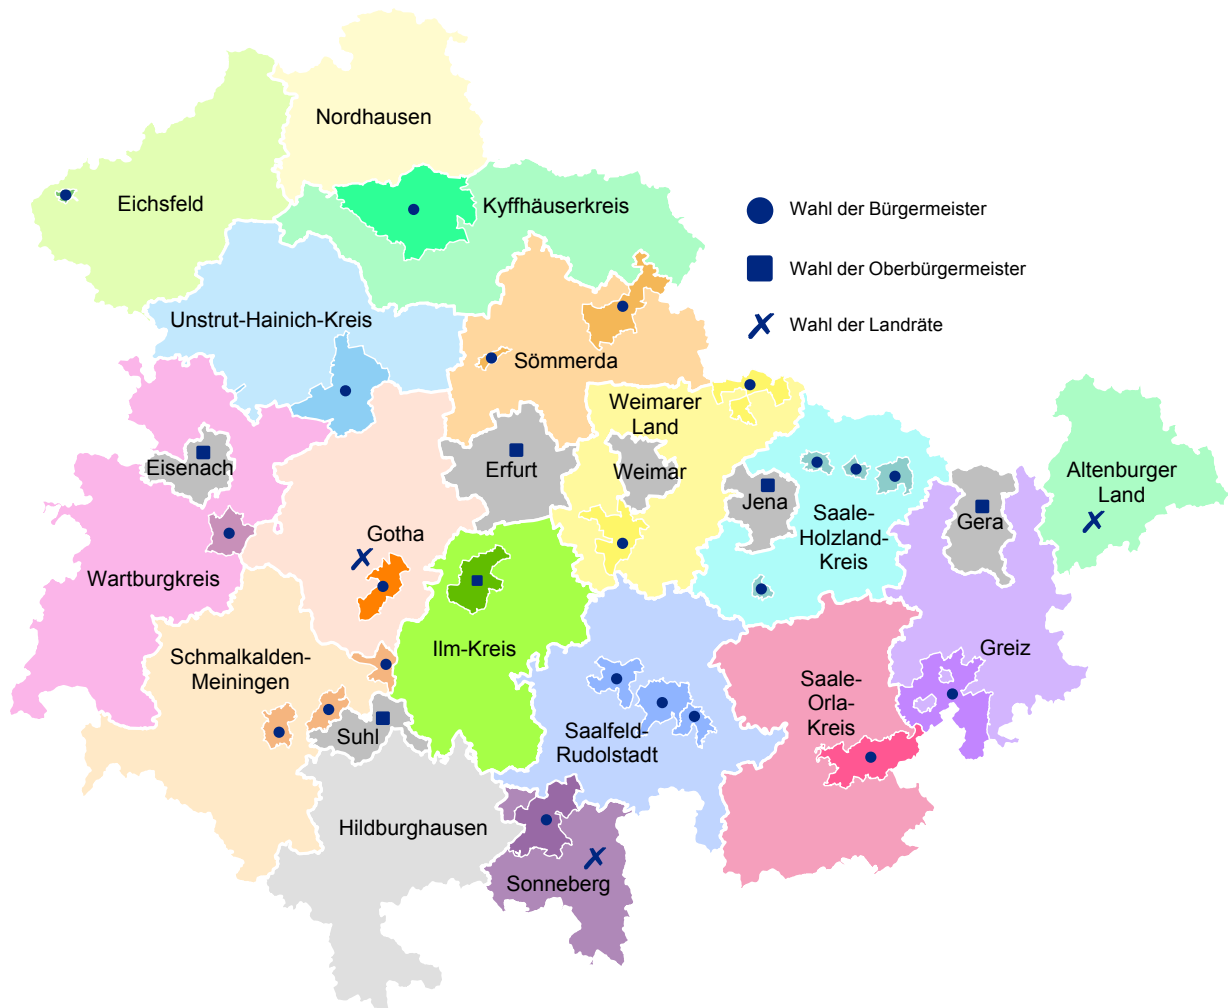 Nordhausen
Eichsfeld
Kyffhäuserkreis
Wahl der Bürgermeister
Wahl der Oberbürgermeister
Wahl der Landräte
Unstrut-Hainich-Kreis
Sömmerda
Weimarer
Land
Eisenach
Erfurt
Weimar
Jena
Altenburger
Land
Saale-
Holzland-
Kreis
Gera
Gotha
Wartburgkreis
Ilm-Kreis
Schmalkalden-
Meiningen
Greiz
Saale-
Orla-
Kreis
Suhl
Saalfeld-
Rudolstadt
Hildburghausen
Sonneberg